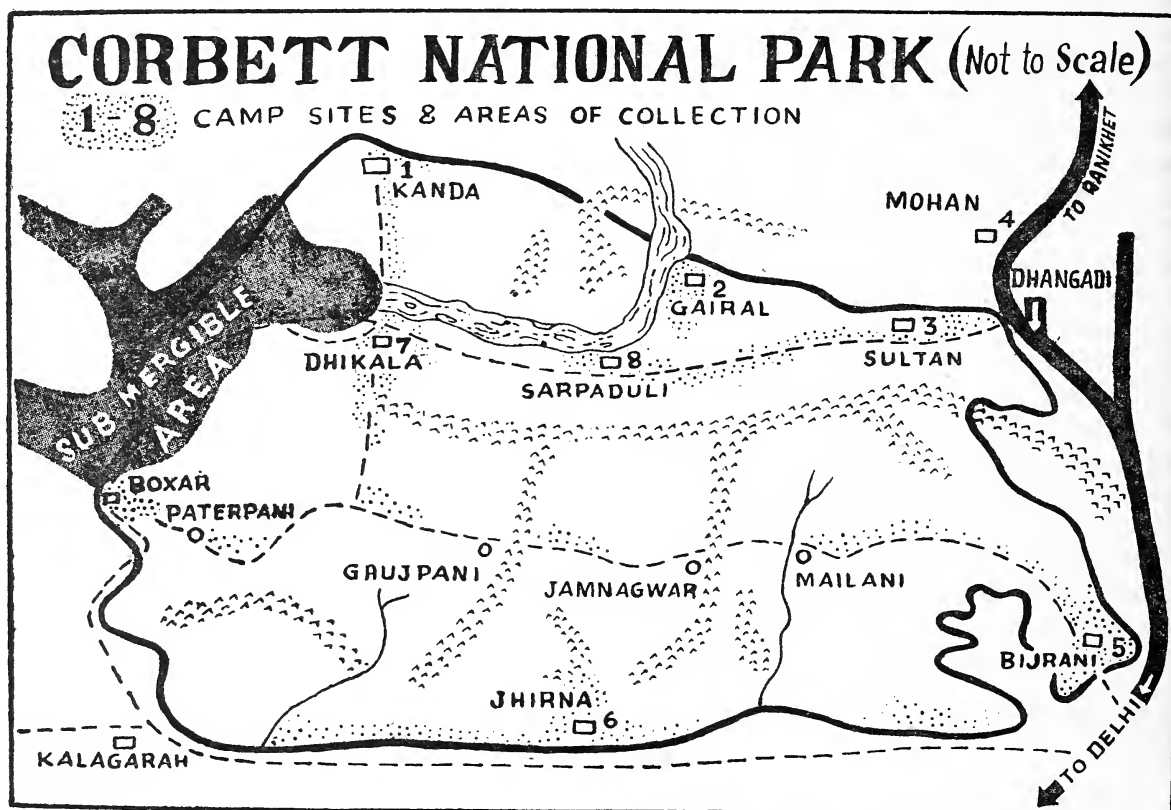 CORBETT NATIONAL PARK (Not to Scale)
1-8 CAMP SITES & AREAS OF COLLECTION
TO RANIKHET
1
KANDA
MOHAN
4
DHANGADI
2
GAIRAL
3
SULTAN
SUB MERGIBLE
AREA
7
DHIKALA
8
SARPADULI
BOXAR
PATERPANI
GAUJPANI
JAMNAGWAR
MAILANI
BIJRANI 5
JHIRNA
6
KALAGARAH
TO DELHI